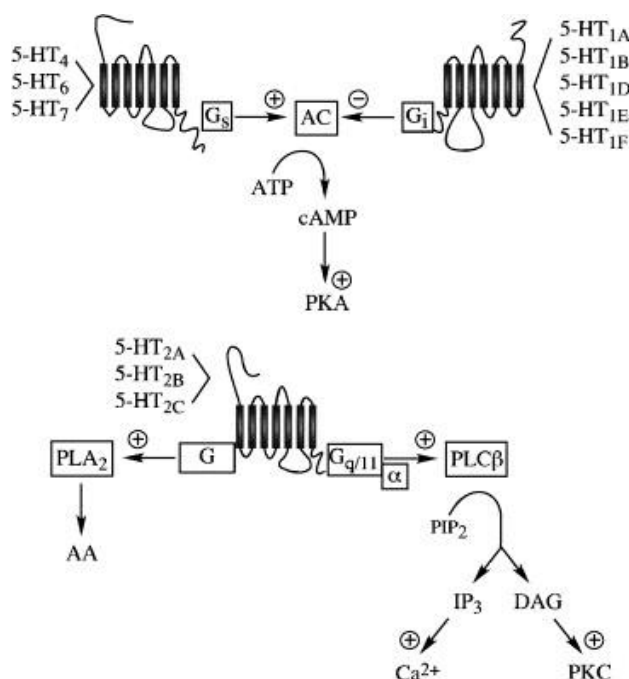 5-HT4
5-HT6
5-HT7
Gs
+
AC
−
Gi
5-HT1A
5-HT1B
5-HT1D
5-HT1E
5-HT1F
ATP
cAMP
+
PKA
5-HT2A
5-HT2B
5-HT2C
PLA2
+
G
Gq/11
α
+
PLCβ
AA
PIP2
IP3
DAG
+
Ca2+
+
PKC